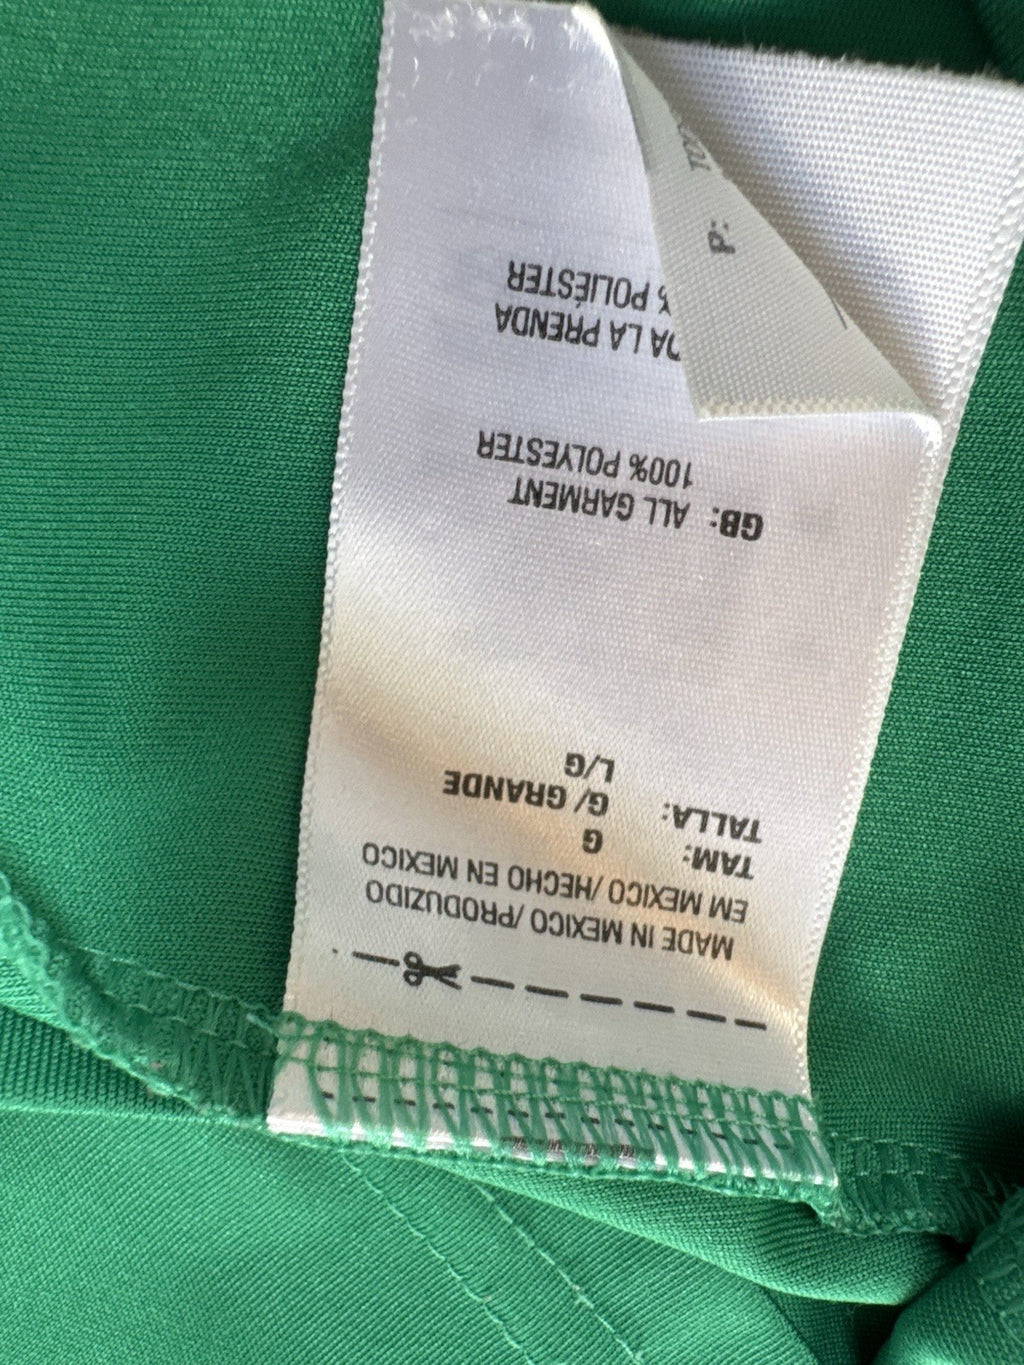 MADE IN MEXICO/PRODUZIDO
EM MEXICO/HECHO EN MEXICO
TAM: G
TALLA: G/ GRANDE
L/G
GB: ALL GARMENT
100% POLYESTER
LA PRENDA
% POLIÉSTER
P: